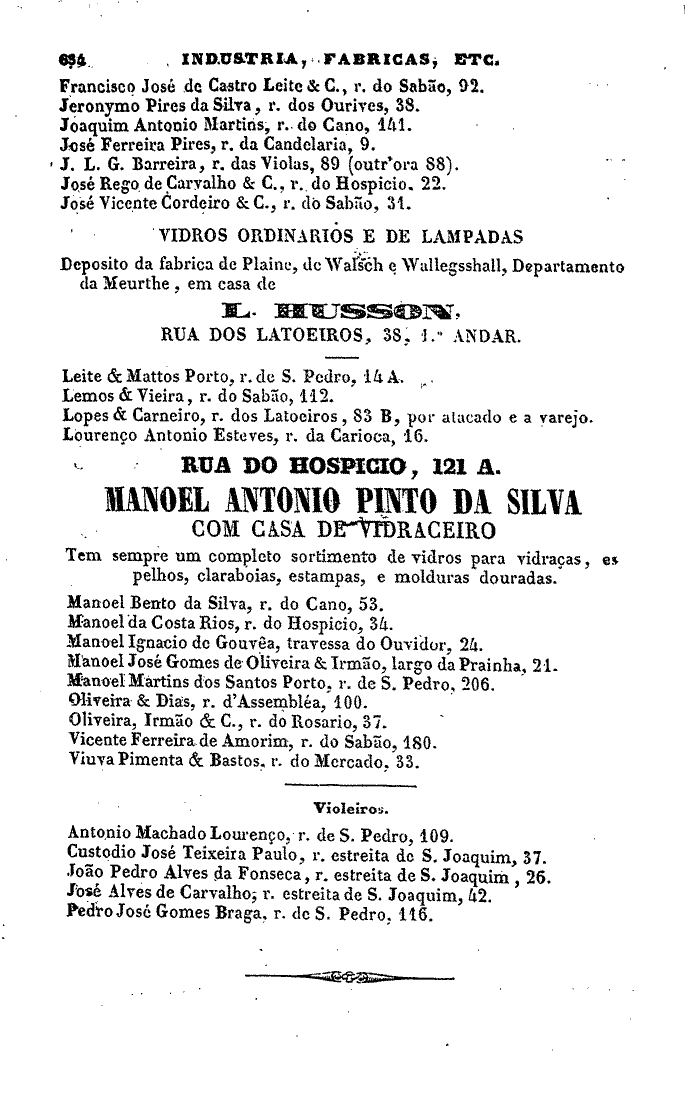 634 INDUSTRIA, FABRICAS, ETC.
Francisco José de Castro Leite & C., r. do Sabão, 92.
Jeronymo Pires da Silva, r. dos Ourives, 38.
Joaquim Antonio Martins, r. do Cano, 141.
José Ferreira Pires, r. da Candelaria, 9.
J. L. G. Barreira, r. das Violas, 89 (outr'ora 88).
José Rego de Carvalho & C., r. do Hospicio. 22.
José Vicente Cordeiro & C., r. do Sabão, 31.
VIDROS ORDINARIOS E DE LAMPADAS
Deposito da fabrica de Plaine, de Walsch e Wallegsshall, Departamento
da Meurthe, em casa de
L. HUSSON,
RUA DOS LATOEIROS, 38, 1.º ANDAR.
Leite & Mattos Porto, r. de S. Pedro, 14 A.
Lemos & Vieira, r. do Sabão, 112.
Lopes & Carneiro, r. dos Latoeiros, 83 B, por atacado e a varejo.
Lourenço Antonio Esteves, r. da Carioca, 16.
RUA DO HOSPICIO, 121 A.
MANOEL ANTONIO PINTO DA SILVA
COM CASA DE VIDRACEIRO
Tem sempre um completo sortimento de vidros para vidraças, es
pelhos, claraboias, estampas, e molduras douradas.
Manoel Bento da Silva, r. do Cano, 53.
Manoel da Costa Rios, r. do Hospicio, 34.
Manoel Ignacio de Gouvêa, travessa do Ouvidor, 24.
Manoel José Gomes de Oliveira & Irmão, largo da Prainha, 21.
Manoel Martins dos Santos Porto, r. de S. Pedro, 206.
Oliveira & Dias, r. d'Assembléa, 100.
Oliveira, Irmão & C., r. do Rosario, 37.
Vicente Ferreira de Amorim, r. do Sabão, 180.
Viuva Pimenta & Bastos, r. do Mercado, 33.
Violeiros.
Antonio Machado Lourenço, r. de S. Pedro, 109.
Custodio José Teixeira Paulo, r. estreita de S. Joaquim, 37.
João Pedro Alves da Fonseca, r. estreita de S. Joaquim, 26.
José Alves de Carvalho, r. estreita de S. Joaquim, 42.
Pedro José Gomes Braga, r. de S. Pedro, 116.